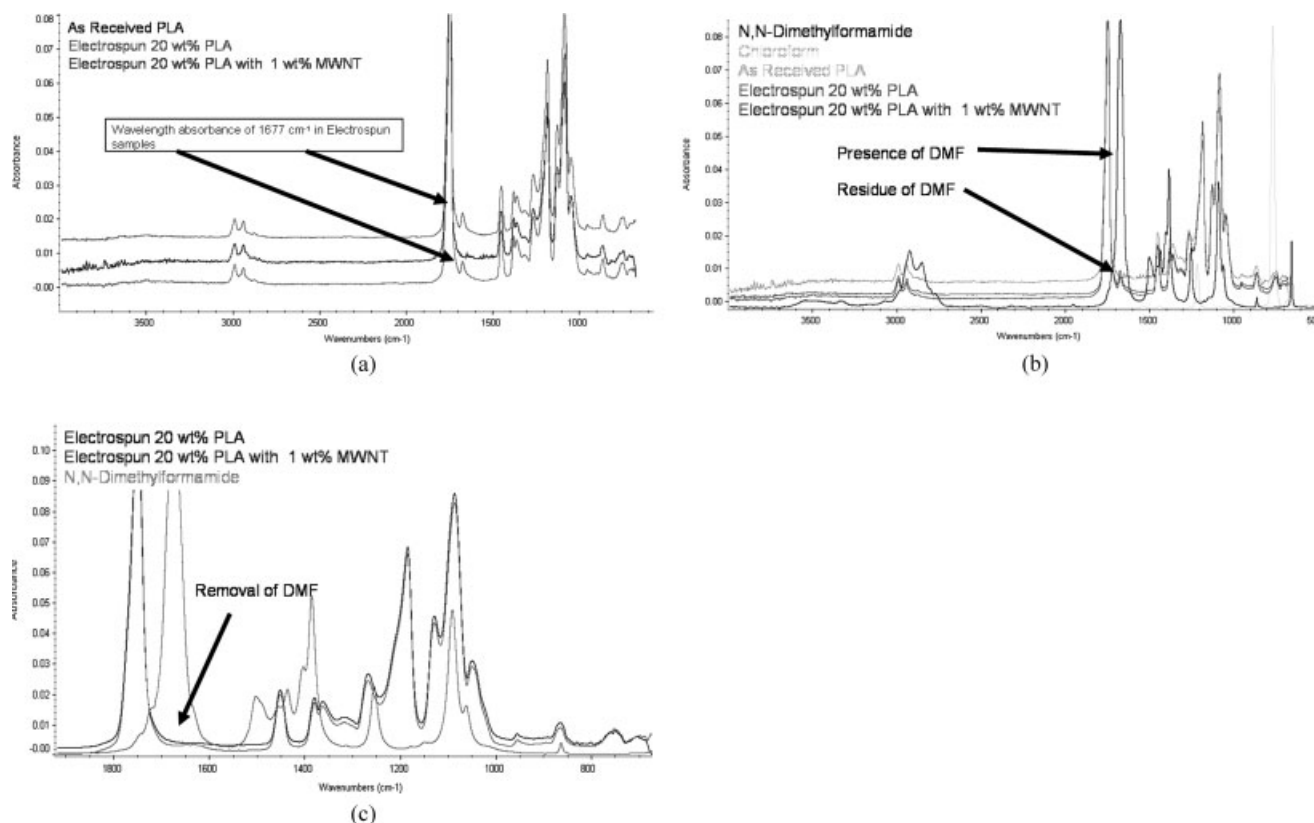 0.08
0.07
0.06
0.05
0.04
0.03
0.02
0.01
-0.00
Absorbance
As Received PLA
Electrospun 20 wt% PLA
Electrospun 20 wt% PLA with 1 wt% MWNT
Wavelength absorbance of 1677 cm-1 in Electrospun
samples
3500 3000 2500 2000 1500 1000
Wavenumbers (cm-1)
(a)
0.08
0.07
0.06
0.05
0.04
0.03
0.02
0.01
0.00
Absorbance
N,N-Dimethylformamide
Chloroform
As Received PLA
Electrospun 20 wt% PLA
Electrospun 20 wt% PLA with 1 wt% MWNT
Presence of DMF
Residue of DMF
3500 3000 2500 2000 1500 1000
Wavenumbers (cm-1)
(b)
0.10
0.09
0.08
0.07
0.06
0.05
0.04
0.03
0.02
0.01
-0.00
Absorbance
Electrospun 20 wt% PLA
Electrospun 20 wt% PLA with 1 wt% MWNT
N,N-Dimethylformamide
Removal of DMF
1800 1600 1400 1200 1000 800
Wavenumbers (cm-1)
(c)